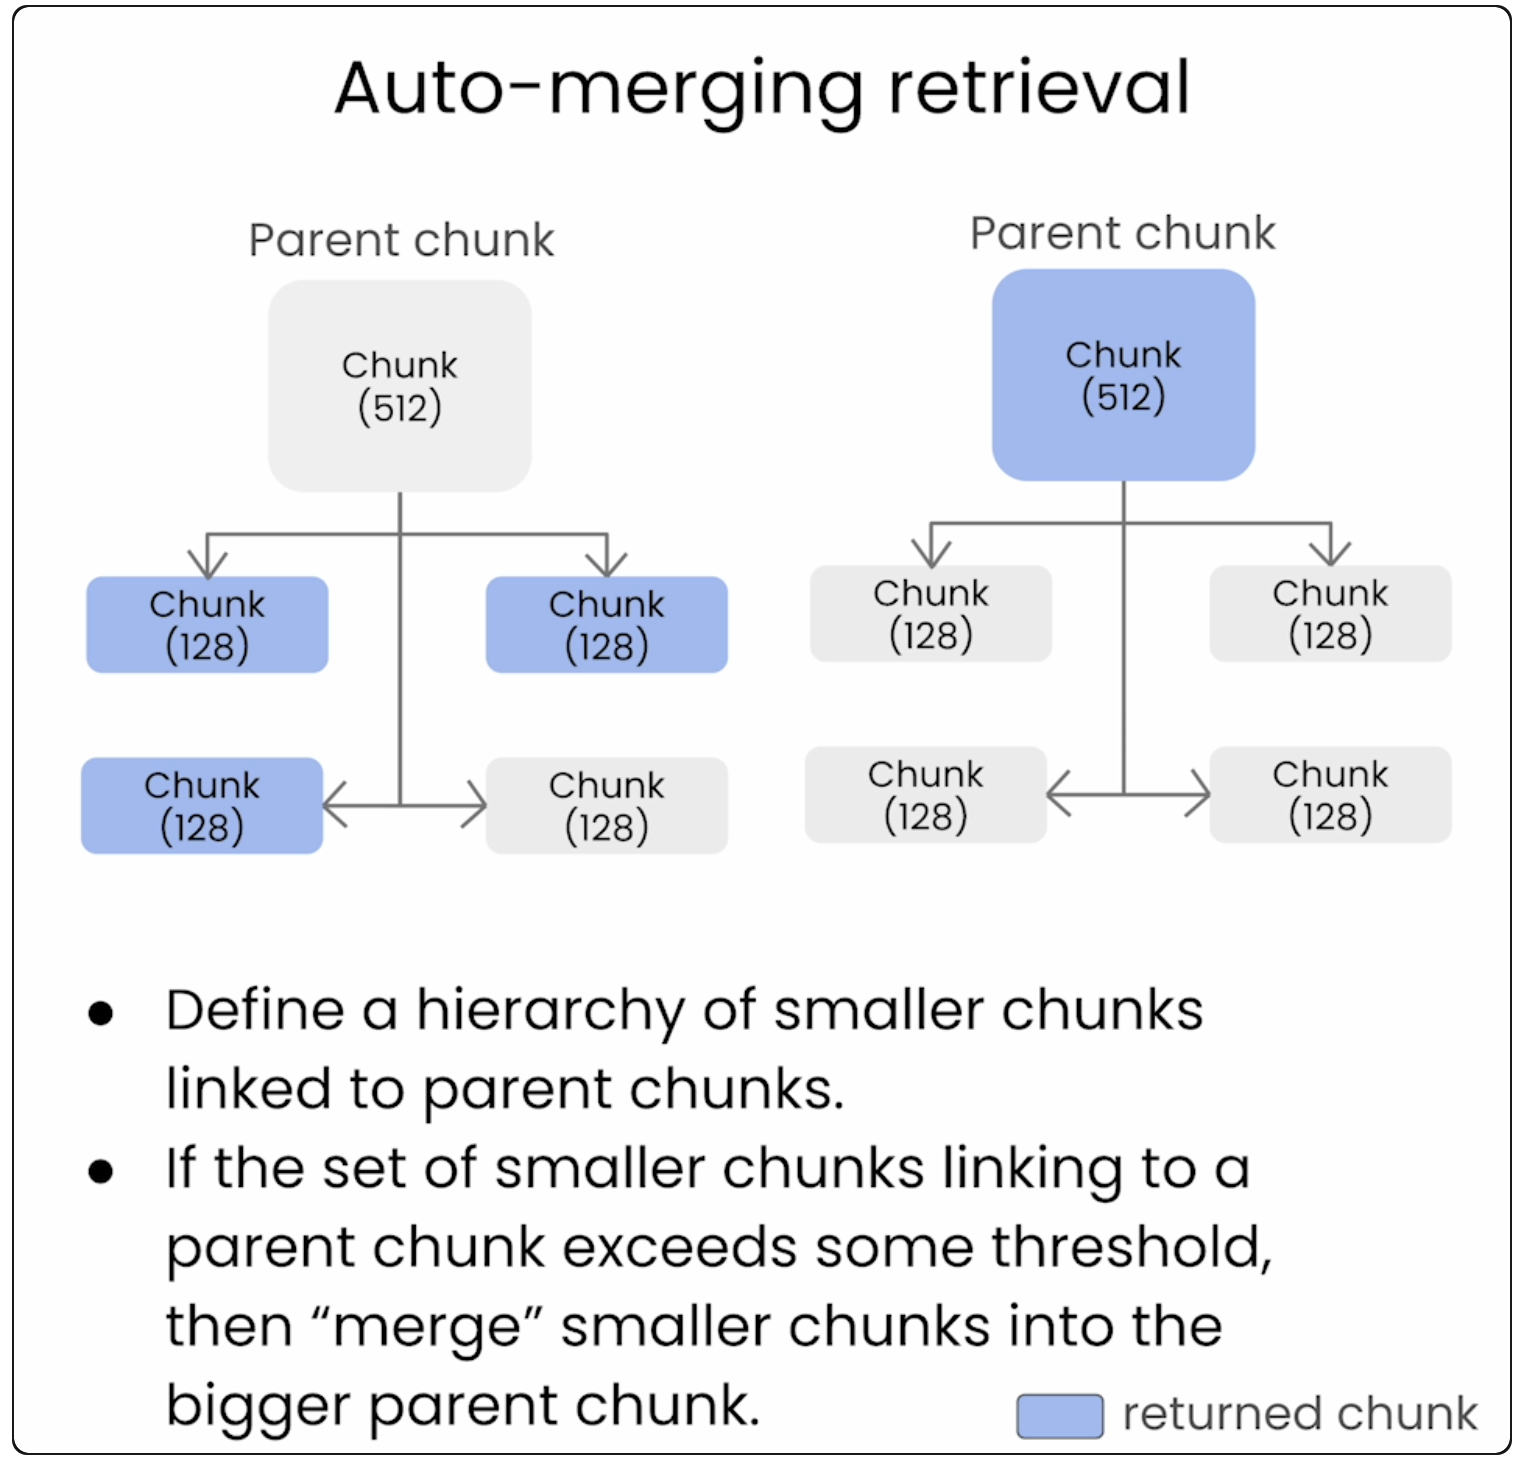 Auto-merging retrieval
Parent chunk
Chunk
(512)
Chunk
(128)
Chunk
(128)
Chunk
(128)
Chunk
(128)
Parent chunk
Chunk
(512)
Chunk
(128)
Chunk
(128)
Chunk
(128)
Chunk
(128)
● Define a hierarchy of smaller chunks
linked to parent chunks.
● If the set of smaller chunks linking to a
parent chunk exceeds some threshold,
then “merge” smaller chunks into the
bigger parent chunk.
returned chunk